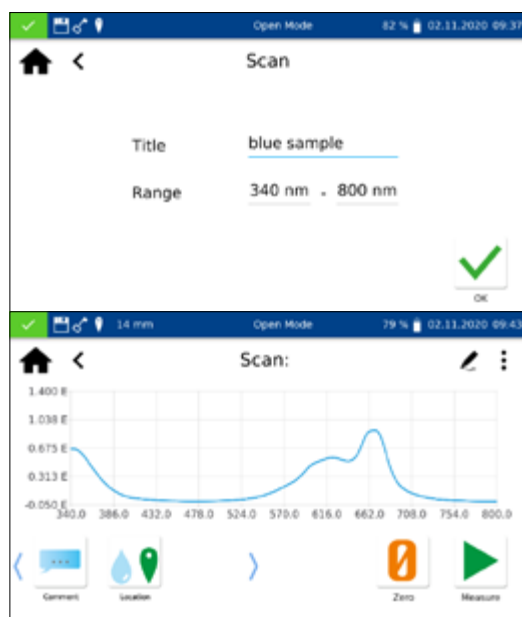 Open Mode 82 % 02.11.2020 09:37
Scan
Title blue sample
Range 340 nm - 800 nm
OK
14 mm Open Mode 79 % 02.11.2020 09:43
Scan:
1.400 E
1.038 E
0.675 E
0.313 E
-0.050 E
340.0 386.0 432.0 478.0 524.0 570.0 616.0 662.0 708.0 754.0 800.0
0
Comment Location Zero Measure